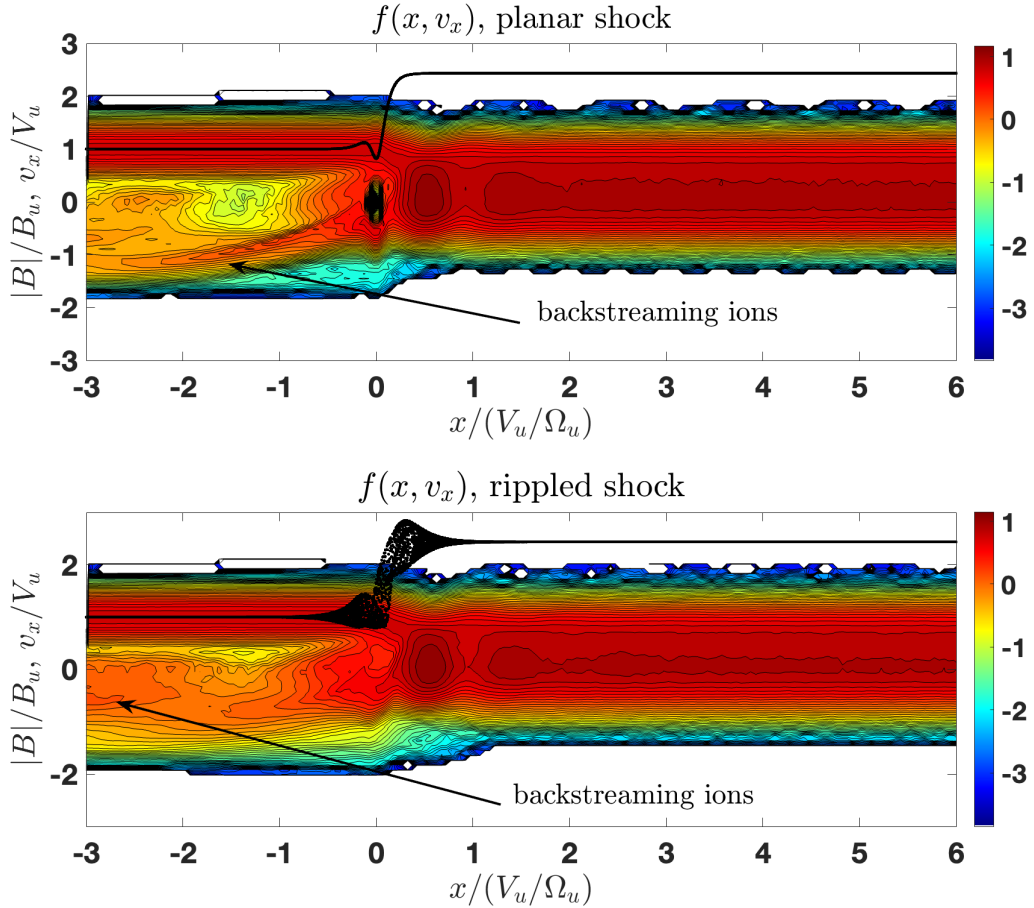 f(x, v_x), planar shock
|B|/B_u, v_x/V_u
3
2
1
0
-1
-2
-3
backstreaming ions
-3 -2 -1 0 1 2 3 4 5 6
x/(V_u/Ω_u)
1
0
-1
-2
-3
f(x, v_x), rippled shock
|B|/B_u, v_x/V_u
2
0
-2
backstreaming ions
-3 -2 -1 0 1 2 3 4 5 6
x/(V_u/Ω_u)
1
0
-1
-2
-3